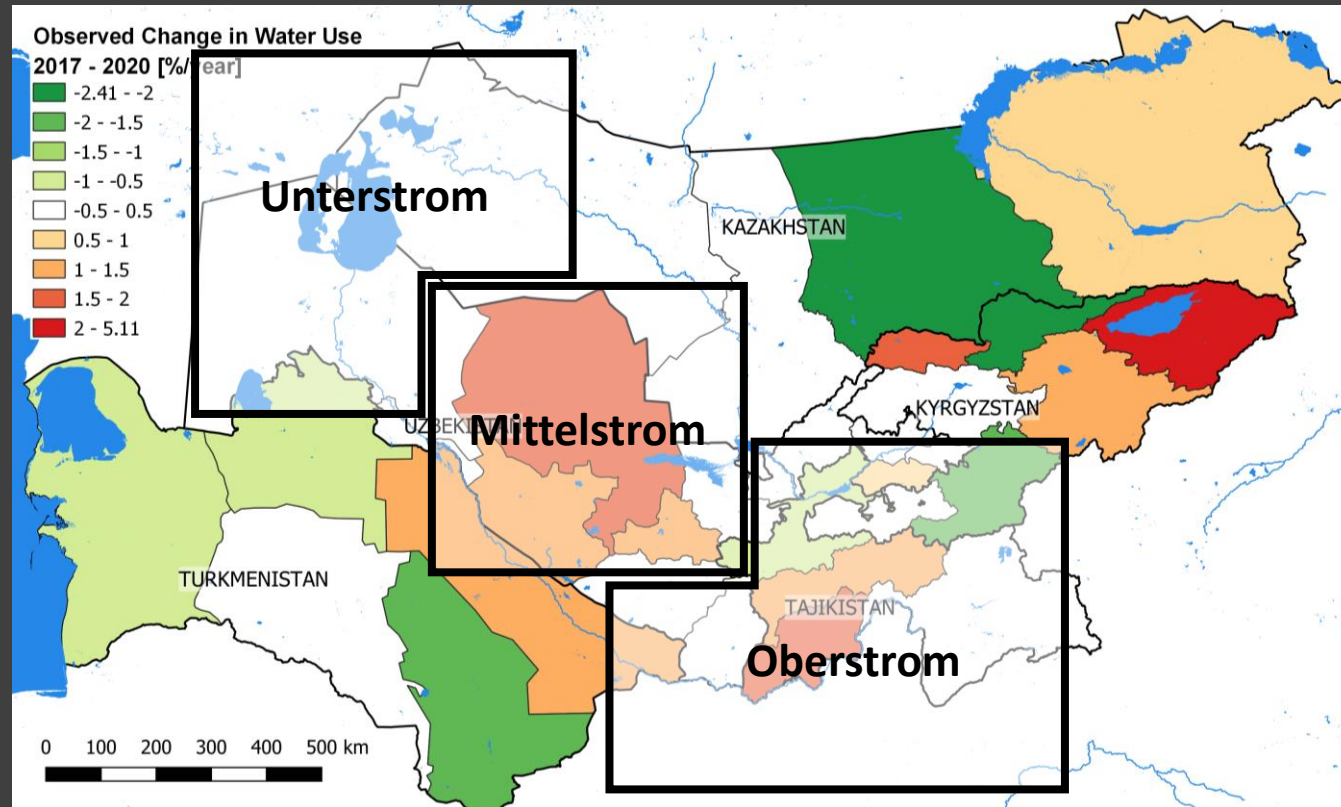 Observed Change in Water Use
2017 - 2020 [%/year]
-2.41 - -2
-2 - -1.5
-1.5 - -1
-1 - -0.5
-0.5 - 0.5
0.5 - 1
1 - 1.5
1.5 - 2
2 - 5.11
Unterstrom
KAZAKHSTAN
KYRGYZSTAN
UZBEKISTAN
Mittelstrom
TURKMENISTAN
TAJIKISTAN
Oberstrom
0 100 200 300 400 500 km